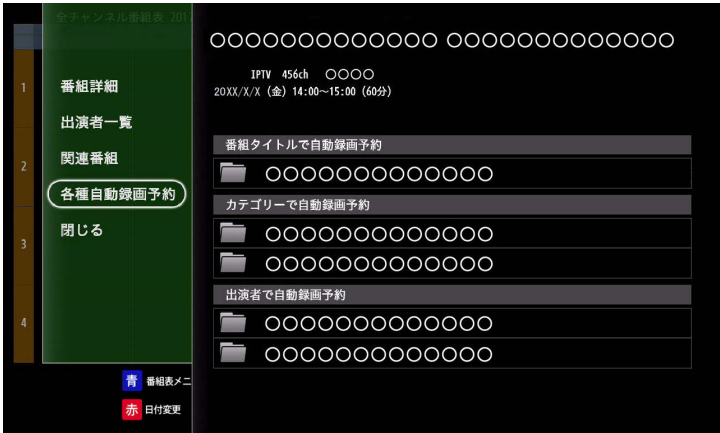 全チャンネル番組表 201
1
2
3
4
番組詳細
出演者一覧
関連番組
各種自動録画予約
閉じる
青 番組表メニ
赤 日付変更
○○○○○○○○○○○○○ ○○○○○○○○○○○○○
IPTV 456ch ○○○○
20XX/X/X (金) 14:00～15:00 (60分)
番組タイトルで自動録画予約
○○○○○○○○○○○○○
カテゴリーで自動録画予約
○○○○○○○○○○○○○
○○○○○○○○○○○○○
出演者で自動録画予約
○○○○○○○○○○○○○
○○○○○○○○○○○○○